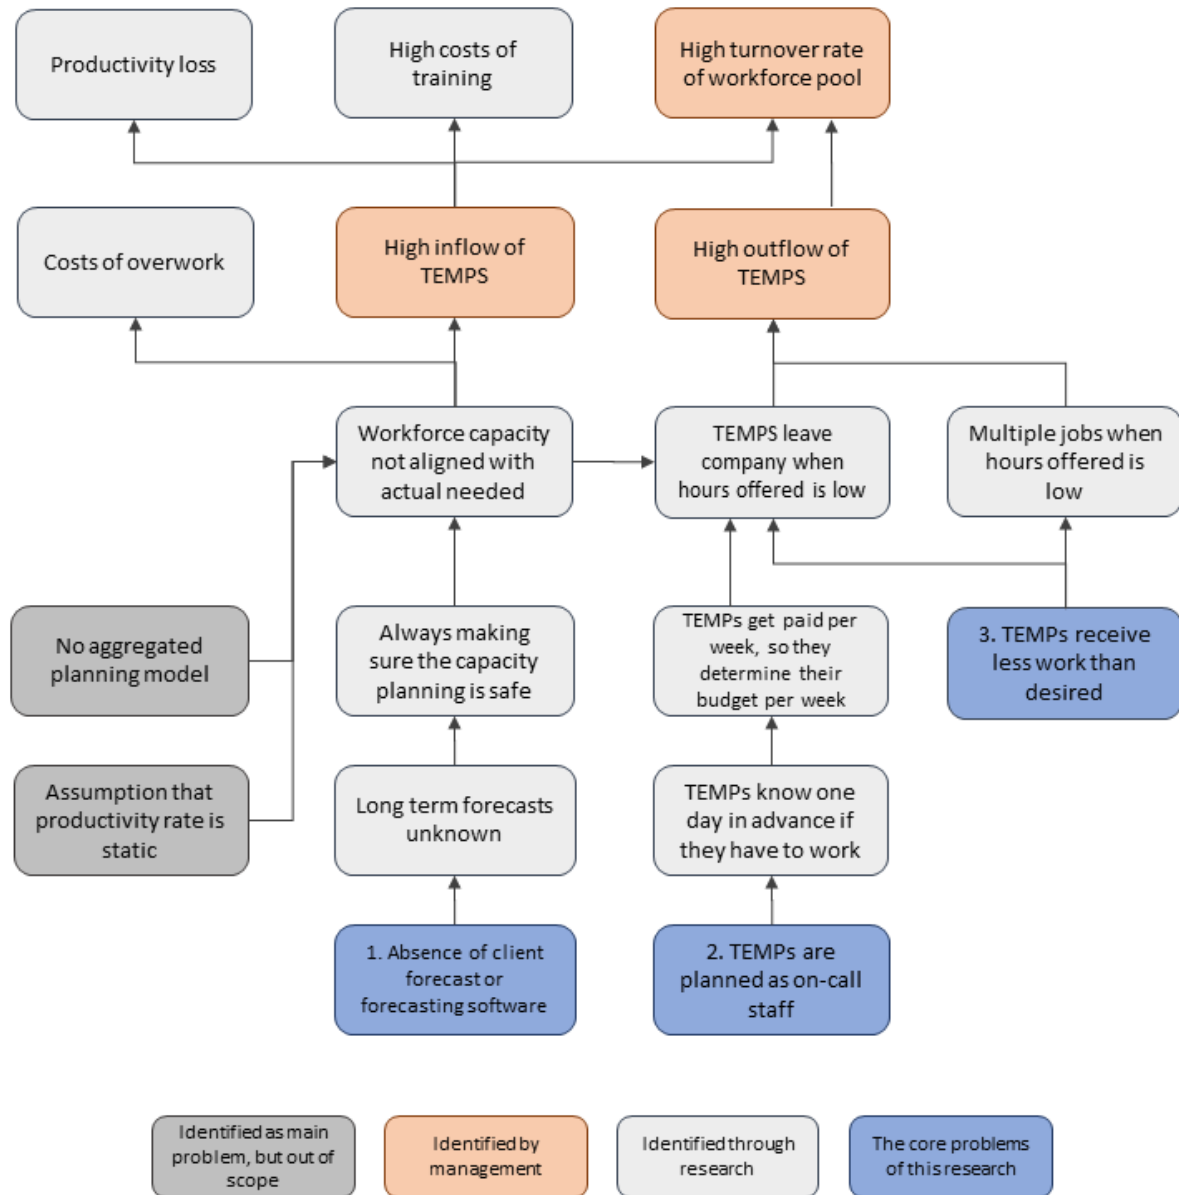 Productivity loss
High costs of
training
High turnover rate
of workforce pool
Costs of overwork
High inflow of
TEMPS
High outflow of
TEMPS
Workforce capacity
not aligned with
actual needed
TEMPS leave
company when
hours offered is low
Multiple jobs when
hours offered is
low
No aggregated
planning model
Always making
sure the capacity
planning is safe
TEMPs get paid per
week, so they
determine their
budget per week
3. TEMPs receive
less work than
desired
Assumption that
productivity rate is
static
Long term forecasts
unknown
TEMPs know one
day in advance if
they have to work
1. Absence of client
forecast or
forecasting software
2. TEMPs are
planned as on-call
staff
Identified as main
problem, but out of
scope
Identified by
management
Identified through
research
The core problems
of this research